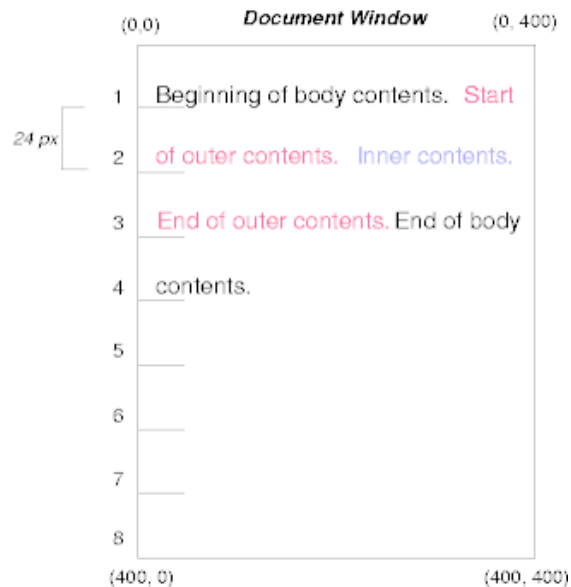 Document Window
(0,0)
(0, 400)
1 Beginning of body contents. Start
24 px
2 of outer contents. Inner contents.
3 End of outer contents. End of body
4 contents.
5
6
7
8
(400, 0)
(400, 400)